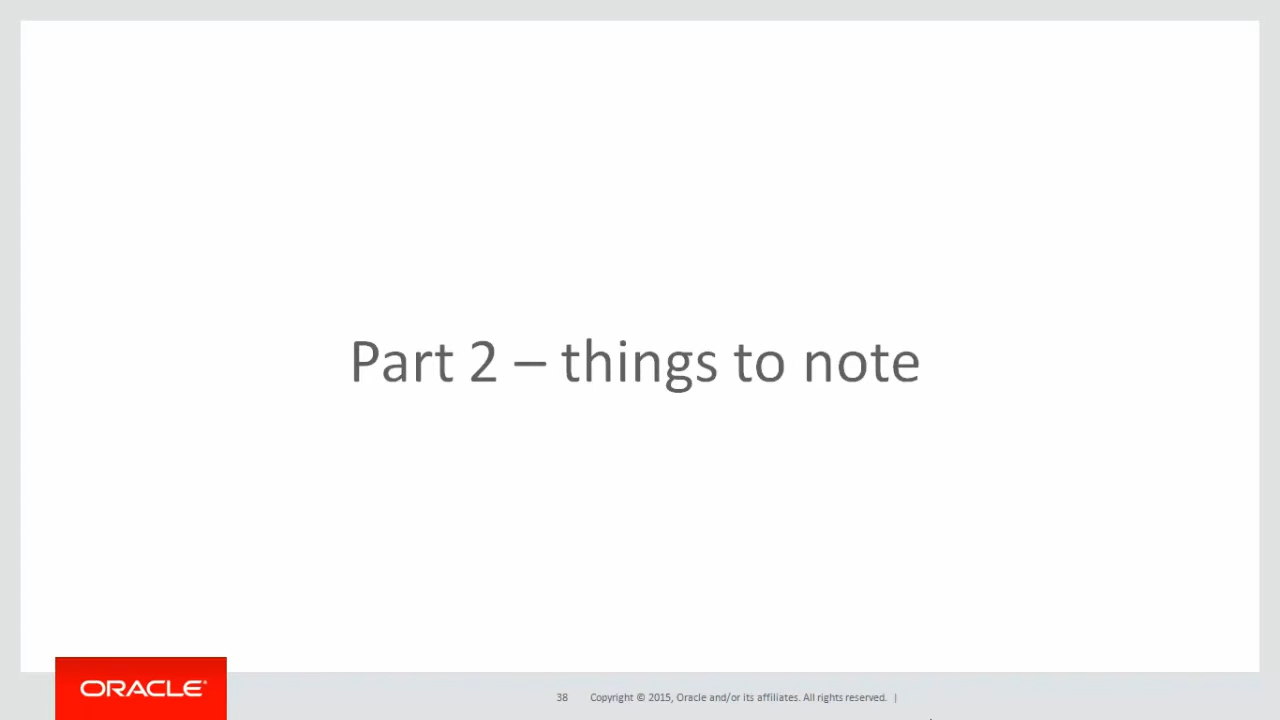 Part 2 – things to note
ORACLE®
38 Copyright © 2015, Oracle and/or its affiliates. All rights reserved. |